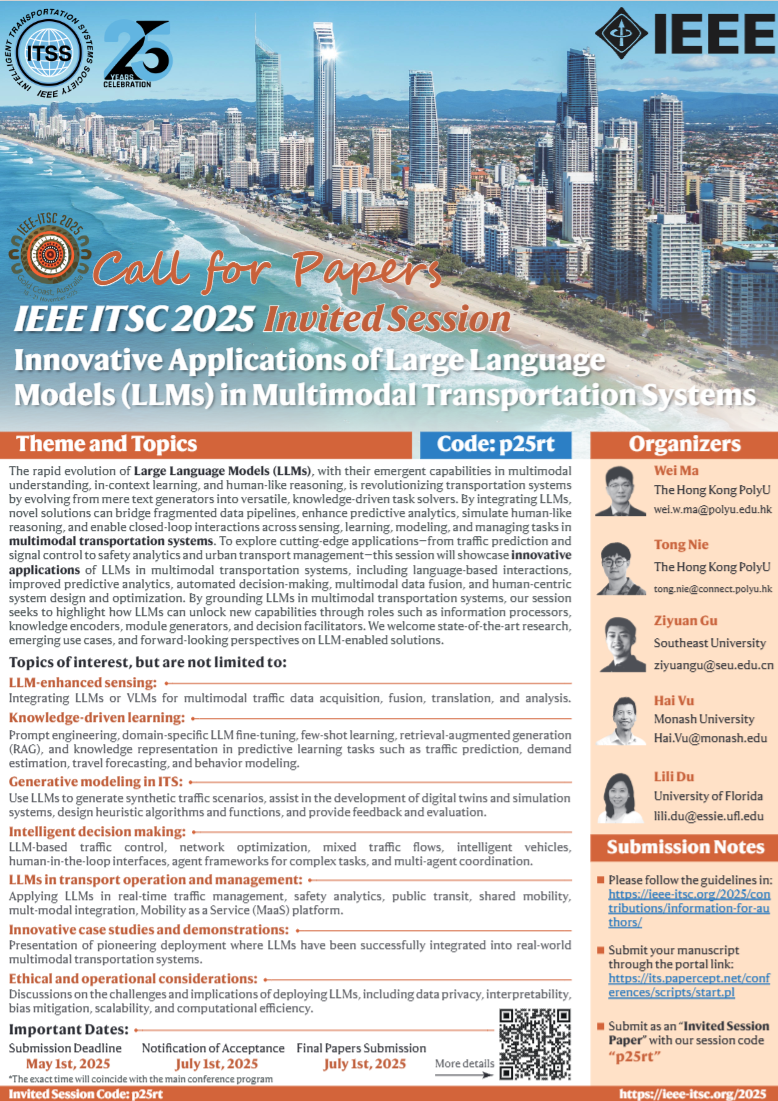 INTELLIGENT TRANSPORTATION SYSTEMS SOCIETY
ITSS
IEEE
25
YEARS
CELEBRATION
IEEE
IEEE-ITSC 2025
Gold Coast, Australia
Call for Papers
IEEE ITSC 2025 Invited Session
Innovative Applications of Large Language
Models (LLMs) in Multimodal Transportation Systems
Theme and Topics
Code: p25rt
The rapid evolution of Large Language Models (LLMs), with their emergent capabilities in multimodal
understanding, in-context learning, and human-like reasoning, is revolutionizing transportation systems
by evolving from mere text generators into versatile, knowledge-driven task solvers. By integrating LLMs,
novel solutions can bridge fragmented data pipelines, enhance predictive analytics, simulate human-like
reasoning, and enable closed-loop interactions across sensing, learning, modeling, and managing tasks in
multimodal transportation systems. To explore cutting-edge applications—from traffic prediction and
signal control to safety analytics and urban transport management—this session will showcase innovative
applications of LLMs in multimodal transportation systems, including language-based interactions,
improved predictive analytics, automated decision-making, multimodal data fusion, and human-centric
system design and optimization. By grounding LLMs in multimodal transportation systems, our session
seeks to highlight how LLMs can unlock new capabilities through roles such as information processors,
knowledge encoders, module generators, and decision facilitators. We welcome state-of-the-art research,
emerging use cases, and forward-looking perspectives on LLM-enabled solutions.
Topics of interest, but are not limited to:
LLM-enhanced sensing:
Integrating LLMs or VLMs for multimodal traffic data acquisition, fusion, translation, and analysis.
Knowledge-driven learning:
Prompt engineering, domain-specific LLM fine-tuning, few-shot learning, retrieval-augmented generation
(RAG), and knowledge representation in predictive learning tasks such as traffic prediction, demand
estimation, travel forecasting, and behavior modeling.
Generative modeling in ITS:
Use LLMs to generate synthetic traffic scenarios, assist in the development of digital twins and simulation
systems, design heuristic algorithms and functions, and provide feedback and evaluation.
Intelligent decision making:
LLM-based traffic control, network optimization, mixed traffic flows, intelligent vehicles,
human-in-the-loop interfaces, agent frameworks for complex tasks, and multi-agent coordination.
LLMs in transport operation and management:
Applying LLMs in real-time traffic management, safety analytics, public transit, shared mobility,
mult-modal integration, Mobility as a Service (MaaS) platform.
Innovative case studies and demonstrations:
Presentation of pioneering deployment where LLMs have been successfully integrated into real-world
multimodal transportation systems.
Ethical and operational considerations:
Discussions on the challenges and implications of deploying LLMs, including data privacy, interpretability,
bias mitigation, scalability, and computational efficiency.
Important Dates:
Submission Deadline
May 1st, 2025
Notification of Acceptance
July 1st, 2025
Final Papers Submission
July 1st, 2025
More details
*The exact time will coincide with the main conference program
Organizers
Wei Ma
The Hong Kong PolyU
wei.w.ma@polyu.edu.hk
Tong Nie
The Hong Kong PolyU
tong.nie@connect.polyu.hk
Ziyuan Gu
Southeast University
ziyuangu@seu.edu.cn
Hai Vu
Monash University
Hai.Vu@monash.edu
Lili Du
University of Florida
lili.du@essie.ufl.edu
Submission Notes
Please follow the guidelines in:
https://ieee-itsc.org/2025/con
tributions/information-for-au
thors/
Submit your manuscript
through the portal link:
https://its.papercept.net/conf
erences/scripts/start.pl
Submit as an “Invited Session
Paper” with our session code
“p25rt”
Invited Session Code: p25rt
https://ieee-itsc.org/2025